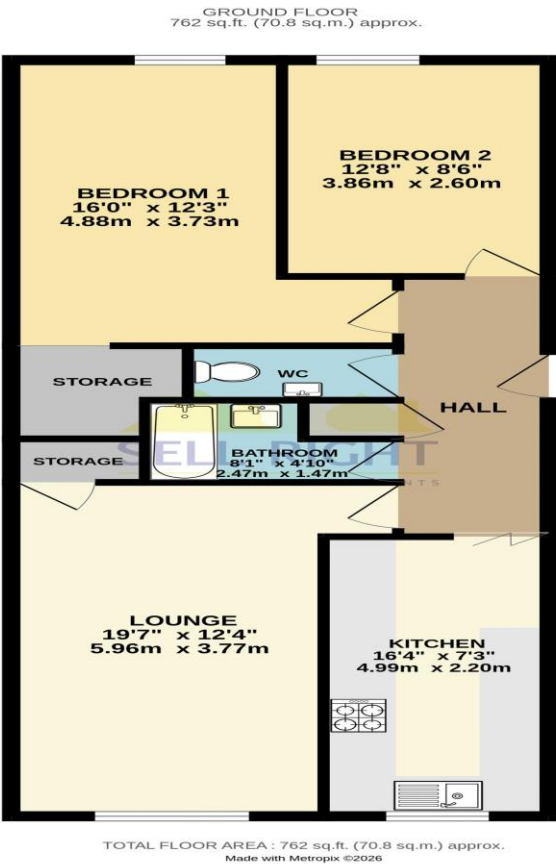 GROUND FLOOR
762 sq.ft. (70.8 sq.m.) approx.
BEDROOM 1
16'0" x 12'3"
4.88m x 3.73m
BEDROOM 2
12'8" x 8'6"
3.86m x 2.60m
STORAGE
WC
HALL
STORAGE
SELL RIGHT
BATHROOM
8'1" x 4'10"
2.47m x 1.47m
LOUNGE
19'7" x 12'4"
5.96m x 3.77m
KITCHEN
16'4" x 7'3"
4.99m x 2.20m
TOTAL FLOOR AREA : 762 sq.ft. (70.8 sq.m.) approx.
Made with Metropix ©2026